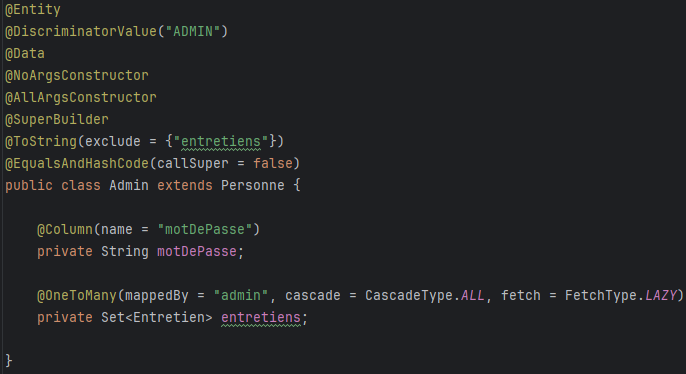 @Entity
@DiscriminatorValue("ADMIN")
@Data
@NoArgsConstructor
@AllArgsConstructor
@SuperBuilder
@ToString(exclude = {"entretiens"})
@EqualsAndHashCode(callSuper = false)
public class Admin extends Personne {
@Column(name = "motDePasse")
private String motDePasse;
@OneToMany(mappedBy = "admin", cascade = CascadeType.ALL, fetch = FetchType.LAZY)
private Set<Entretien> entretiens;
}